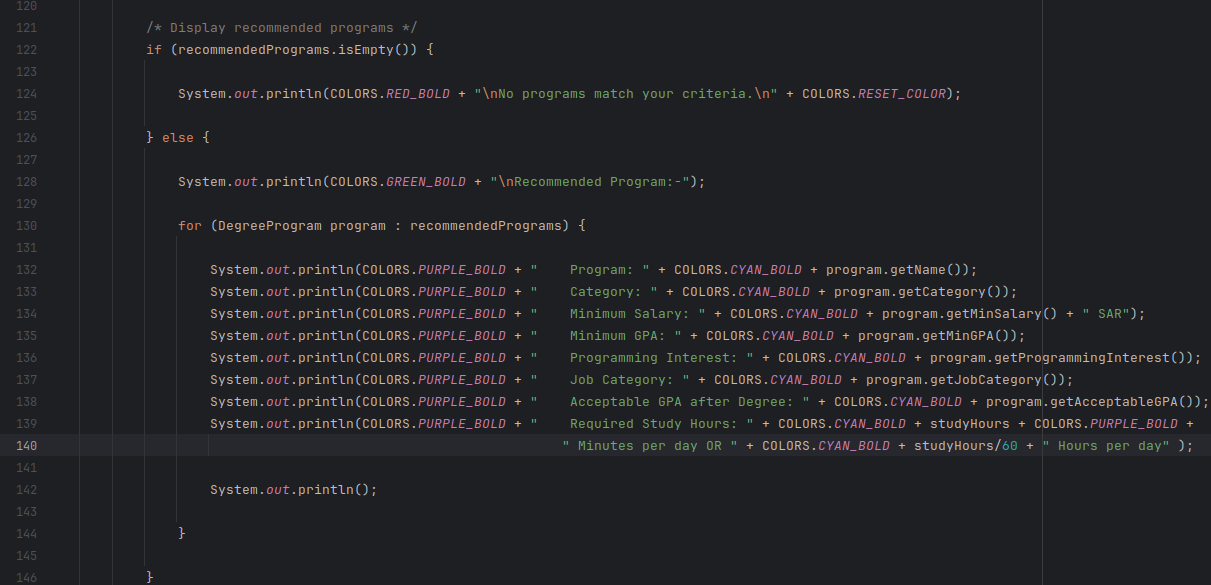 120
121 /* Display recommended programs */
122 if (recommendedPrograms.isEmpty()) {
123
124 System.out.println(COLORS.RED_BOLD + "\nNo programs match your criteria.\n" + COLORS.RESET_COLOR);
125
126 } else {
127
128 System.out.println(COLORS.GREEN_BOLD + "\nRecommended Program:-");
129
130 for (DegreeProgram program : recommendedPrograms) {
131
132 System.out.println(COLORS.PURPLE_BOLD + "    Program: " + COLORS.CYAN_BOLD + program.getName());
133 System.out.println(COLORS.PURPLE_BOLD + "    Category: " + COLORS.CYAN_BOLD + program.getCategory());
134 System.out.println(COLORS.PURPLE_BOLD + "    Minimum Salary: " + COLORS.CYAN_BOLD + program.getMinSalary() + " SAR");
135 System.out.println(COLORS.PURPLE_BOLD + "    Minimum GPA: " + COLORS.CYAN_BOLD + program.getMinGPA());
136 System.out.println(COLORS.PURPLE_BOLD + "    Programming Interest: " + COLORS.CYAN_BOLD + program.getProgrammingInterest());
137 System.out.println(COLORS.PURPLE_BOLD + "    Job Category: " + COLORS.CYAN_BOLD + program.getJobCategory());
138 System.out.println(COLORS.PURPLE_BOLD + "    Acceptable GPA after Degree: " + COLORS.CYAN_BOLD + program.getAcceptableGPA());
139 System.out.println(COLORS.PURPLE_BOLD + "    Required Study Hours: " + COLORS.CYAN_BOLD + studyHours + COLORS.PURPLE_BOLD +
140 " Minutes per day OR " + COLORS.CYAN_BOLD + studyHours/60 + " Hours per day" );
141
142 System.out.println();
143
144 }
145
146 }